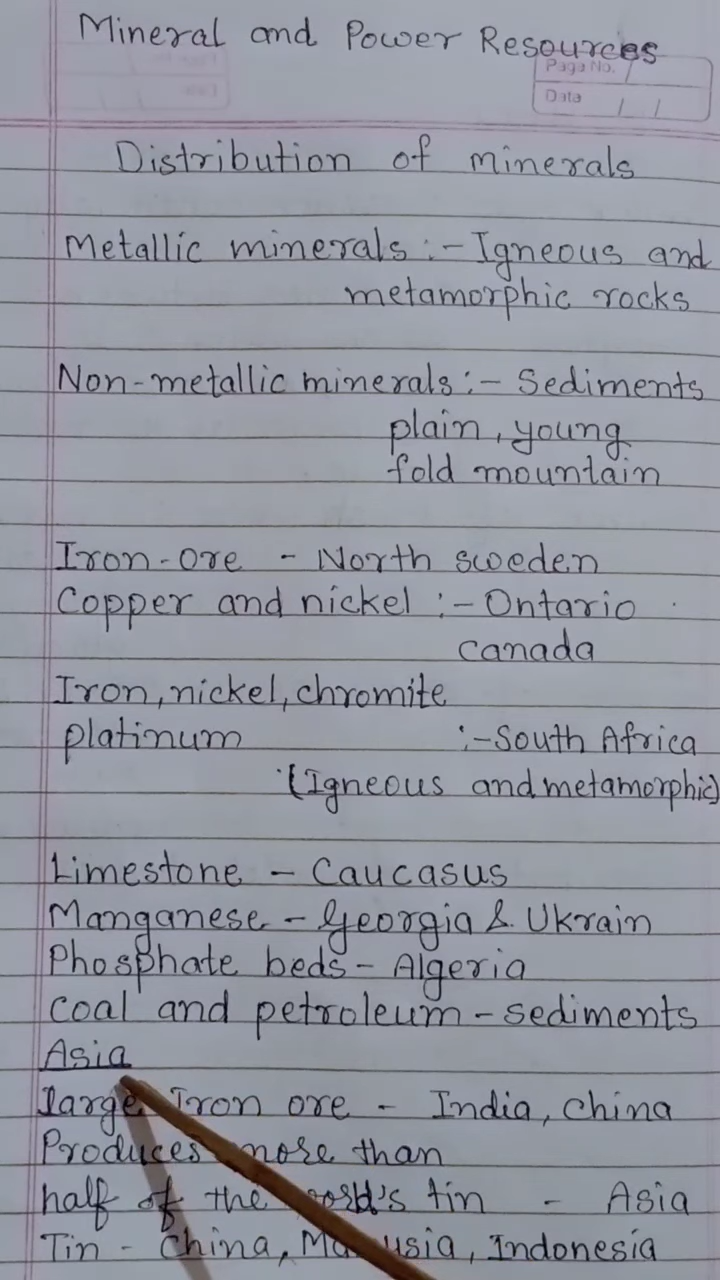 Mineral and Power Resources
Page No.
Data
Distribution of minerals
Metallic minerals :- Igneous and
metamorphic rocks
Non-metallic minerals :- Sediments
plain, young
fold mountain
Iron-ore - North sweden
Copper and nickel :- Ontario
canada
Iron, nickel, chromite
platinum :- South Africa
(Igneous and metamorphic)
Limestone - Caucasus
Manganese - Georgia & Ukrain
Phosphate beds - Algeria
Coal and petroleum - sediments
Asia
large Iron ore - India, China
Produces more than
half of the tin - Asia
Tin - China, Indonesia